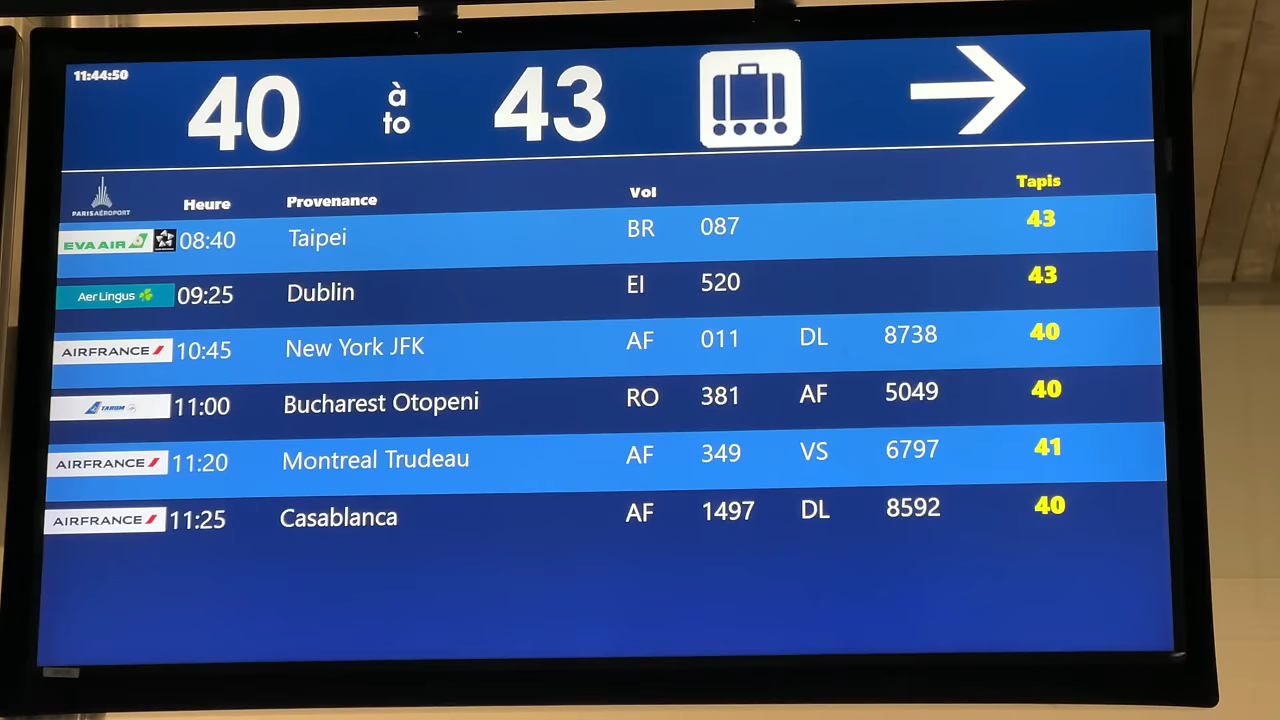 11:44:50
40 à to 43
PARISAÉROPORT
Heure Provenance Vol Tapis
EVA AIR 08:40 Taipei BR 087 43
Aer Lingus 09:25 Dublin EI 520 43
AIRFRANCE 10:45 New York JFK AF 011 DL 8738 40
TAROM 11:00 Bucharest Otopeni RO 381 AF 5049 40
AIRFRANCE 11:20 Montreal Trudeau AF 349 VS 6797 41
AIRFRANCE 11:25 Casablanca AF 1497 DL 8592 40